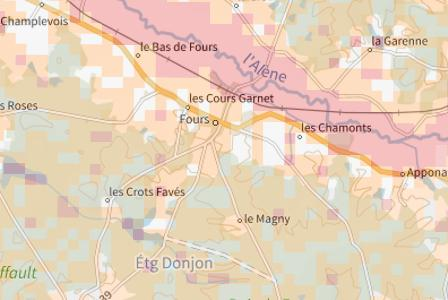 Champlevois
le Bas de Fours
la Garenne
l'Alène
les Cours Garnet
s Roses
Fours
les Chamonts
Appona
les Crots Favés
le Magny
Étg Donjon
ffault
39